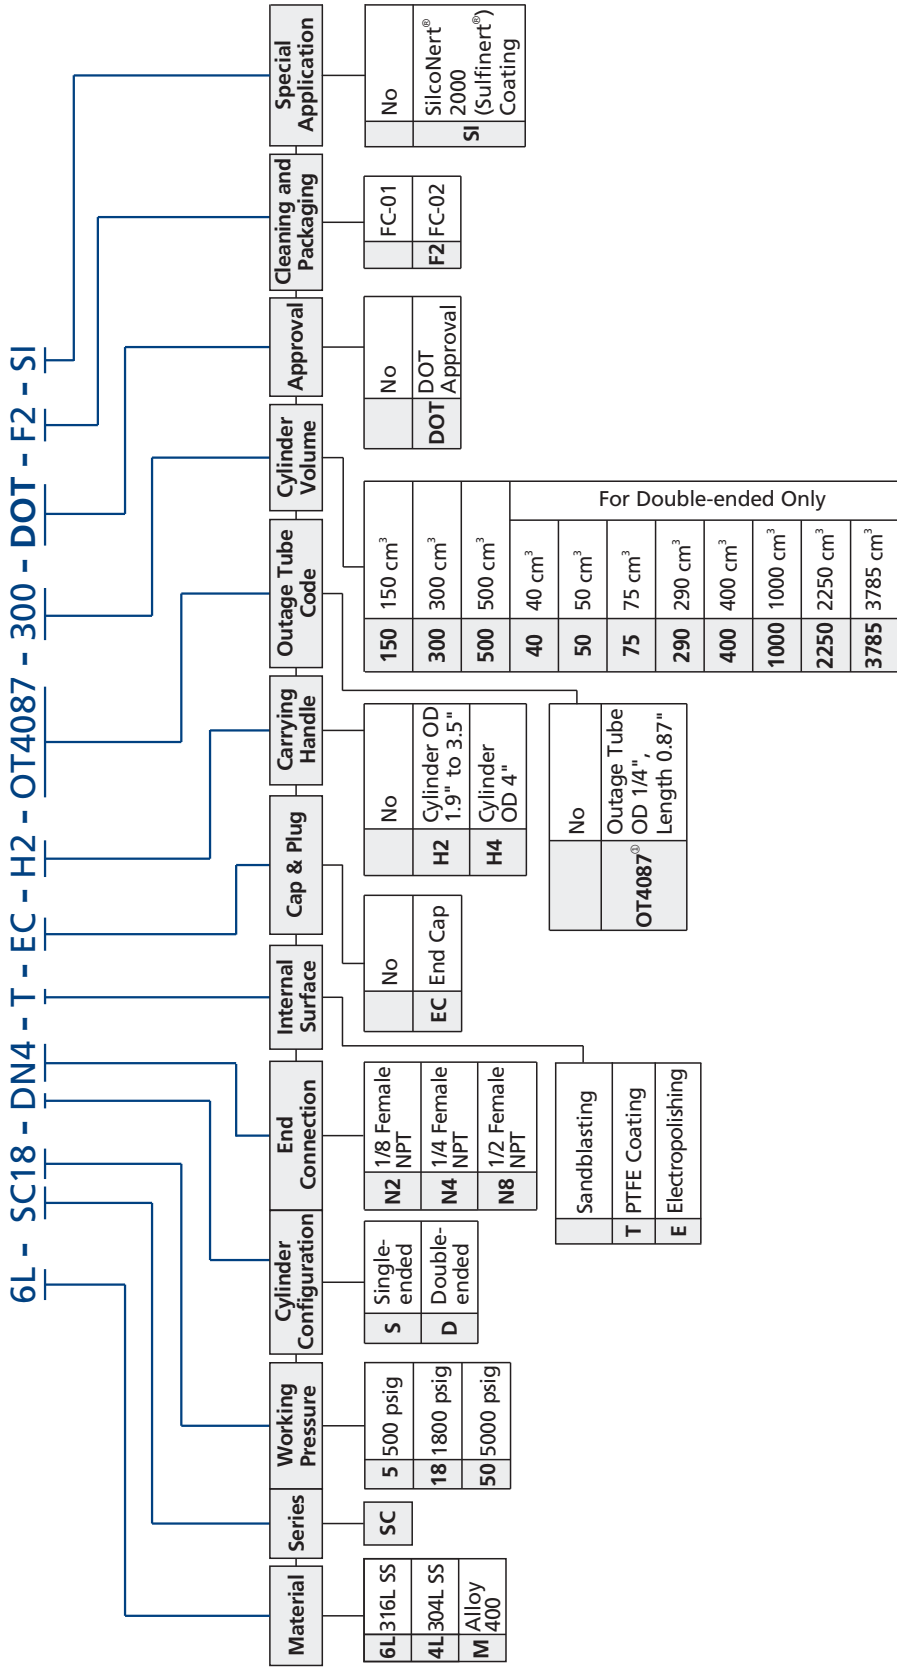 6L - SC18 - DN4 - T - EC - H2 - OT4087 - 300 - DOT - F2 - SI
Material
6L 316L SS
4L 304L SS
M Alloy
400
Series
SC
Working
Pressure
5 500 psig
18 1800 psig
50 5000 psig
Cylinder
Configuration
S Single-
ended
D Double-
ended
End
Connection
N2 1/8 Female
NPT
N4 1/4 Female
NPT
N8 1/2 Female
NPT
Internal
Surface
Sandblasting
T PTFE Coating
E Electropolishing
Cap & Plug
No
EC End Cap
Carrying
Handle
No
H2 Cylinder OD
1.9" to 3.5"
H4 Cylinder
OD 4"
Outage Tube
Code
No
OT4087① Outage Tube
OD 1/4",
Length 0.87"
Cylinder
Volume
150 150 cm³
300 300 cm³
500 500 cm³
For Double-ended Only
40 40 cm³
50 50 cm³
75 75 cm³
290 290 cm³
400 400 cm³
1000 1000 cm³
2250 2250 cm³
3785 3785 cm³
Approval
No
DOT DOT
Approval
Cleaning and
Packaging
FC-01
F2 FC-02
Special
Application
No
SI SilcoNert®
2000
(Sulfinert®)
Coating